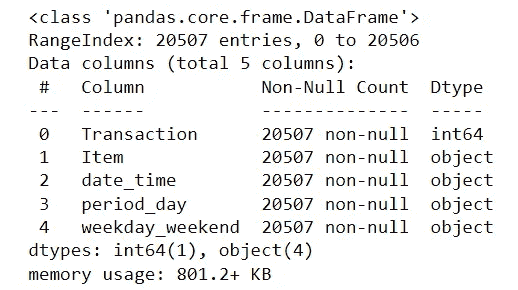 <class 'pandas.core.frame.DataFrame'>
RangeIndex: 20507 entries, 0 to 20506
Data columns (total 5 columns):
 #   Column           Non-Null Count  Dtype
---  ------           --------------  -----
 0   Transaction      20507 non-null  int64
 1   Item             20507 non-null  object
 2   date_time        20507 non-null  object
 3   period_day       20507 non-null  object
 4   weekday_weekend  20507 non-null  object
dtypes: int64(1), object(4)
memory usage: 801.2+ KB